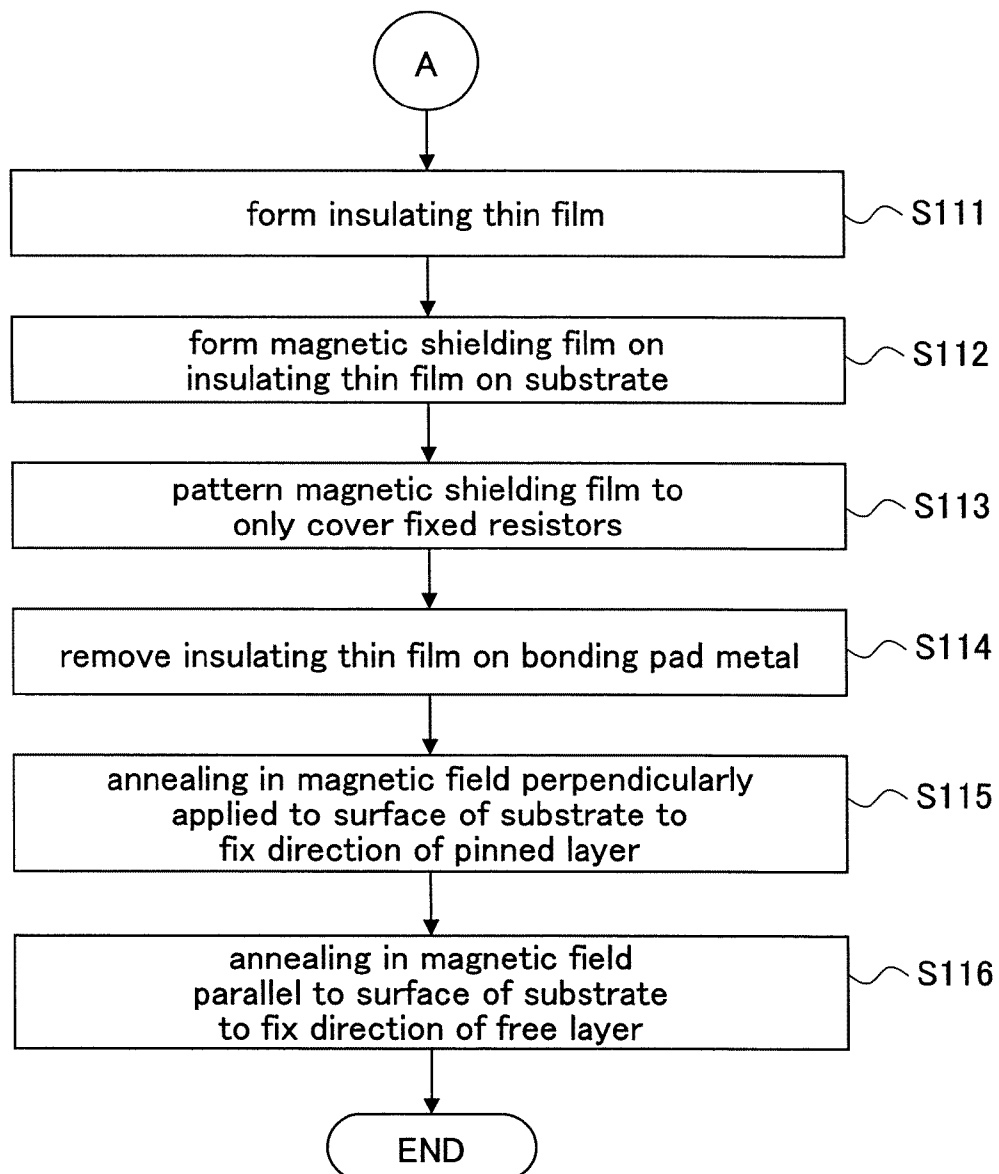 A
form insulating thin film
S111
form magnetic shielding film on
insulating thin film on substrate
S112
pattern magnetic shielding film to
only cover fixed resistors
S113
remove insulating thin film on bonding pad metal
S114
annealing in magnetic field perpendicularly
applied to surface of substrate to
fix direction of pinned layer
S115
annealing in magnetic field
parallel to surface of substrate
to fix direction of free layer
S116
END